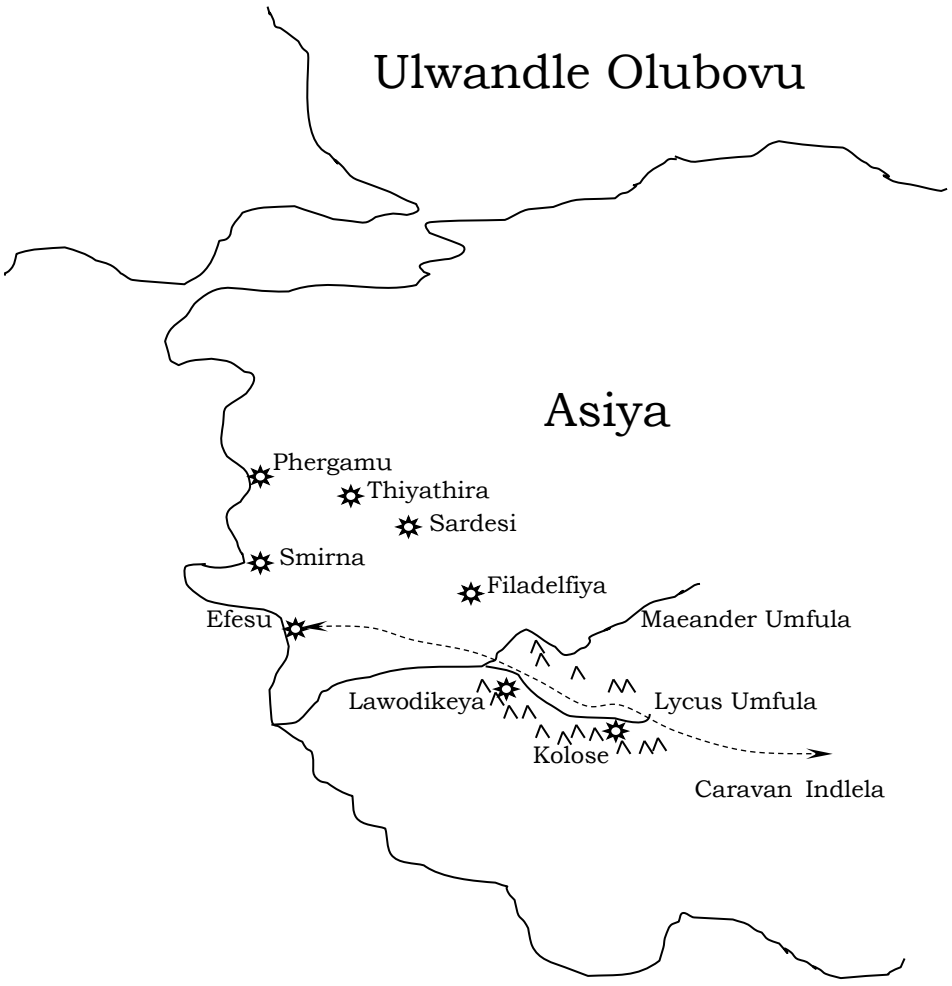 Ulwandle Olubovu
Asiya
Phergamu
Thiyathira
Sardesi
Smirna
Filadelfiya
Efesu
Maeander Umfula
Lawodikeya
Lycus Umfula
Kolose
Caravan Indlela